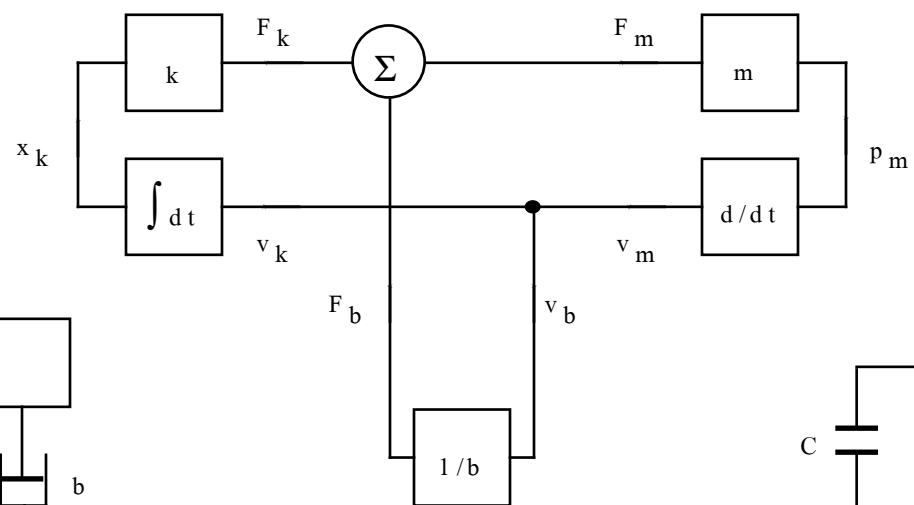 F k
F m
k
Σ
m
x k
p m
∫ d t
d / d t
v k
v m
F b
v b
C
1 / b
b